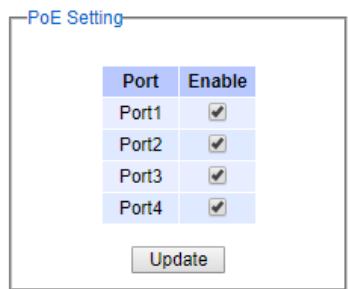 PoE Setting
Port Enable
Port1
Port2
Port3
Port4
Update